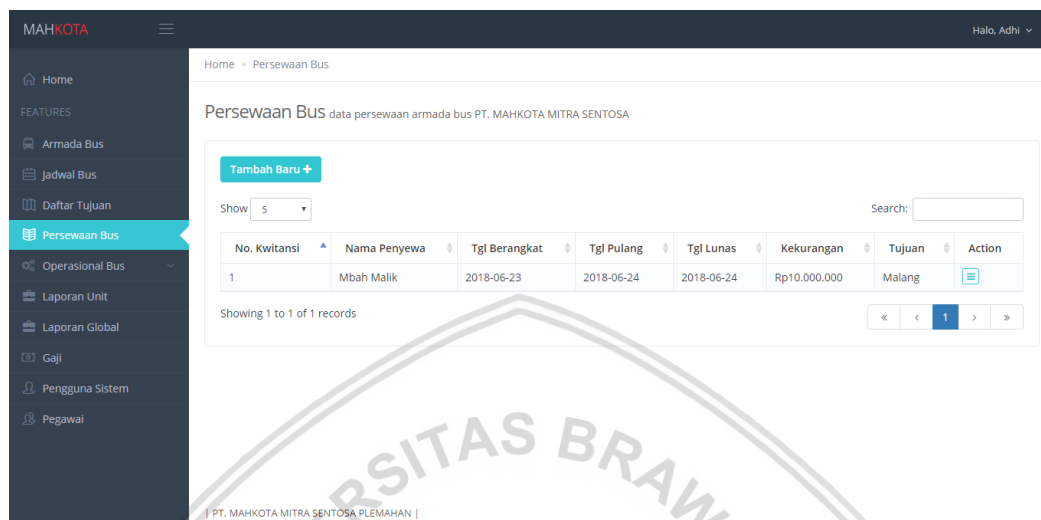 MAHKOTA
Halo, Adhi
Home
FEATURES
Armada Bus
Jadwal Bus
Daftar Tujuan
Persewaan Bus
Operasional Bus
Laporan Unit
Laporan Global
Gaji
Pengguna Sistem
Pegawai
Home Persewaan Bus
Persewaan Bus data persewaan armada bus PT. MAHKOTA MITRA SENTOSA
Tambah Baru +
Show 5 Search:
No. Kwitansi Nama Penyewa Tgl Berangkat Tgl Pulang Tgl Lunas Kekurangan Tujuan Action
1 Mbah Malik 2018-06-23 2018-06-24 2018-06-24 Rp10.000.000 Malang
Showing 1 to 1 of 1 records
« < 1 > »
RSITAS BRAW
| PT. MAHKOTA MITRA SENTOSA PLEMAHAN |